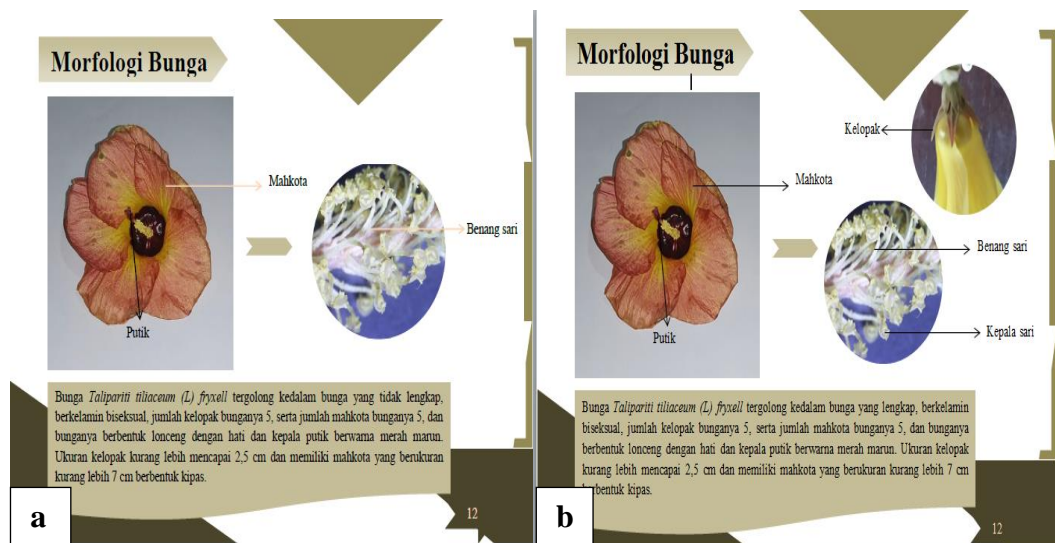 Morfologi Bunga
Mahkota
Benang sari
Putik
Bunga Talipariti tiliaceum (L) fryxell tergolong kedalam bunga yang tidak lengkap,
berkelamin biseksual, jumlah kelopak bunganya 5, serta jumlah mahkota bunganya 5, dan
bunganya berbentuk lonceng dengan hati dan kepala putik berwarna merah marun.
Ukuran kelopak kurang lebih mencapai 2,5 cm dan memiliki mahkota yang berukuran
kurang lebih 7 cm berbentuk kipas.
a
12
Morfologi Bunga
Kelopak
Mahkota
Benang sari
Kepala sari
Putik
Bunga Talipariti tiliaceum (L) fryxell tergolong kedalam bunga yang lengkap, berkelamin
biseksual, jumlah kelopak bunganya 5, serta jumlah mahkota bunganya 5, dan bunganya
berbentuk lonceng dengan hati dan kepala putik berwarna merah marun. Ukuran kelopak
kurang lebih mencapai 2,5 cm dan memiliki mahkota yang berukuran kurang lebih 7 cm
berbentuk kipas.
b
12